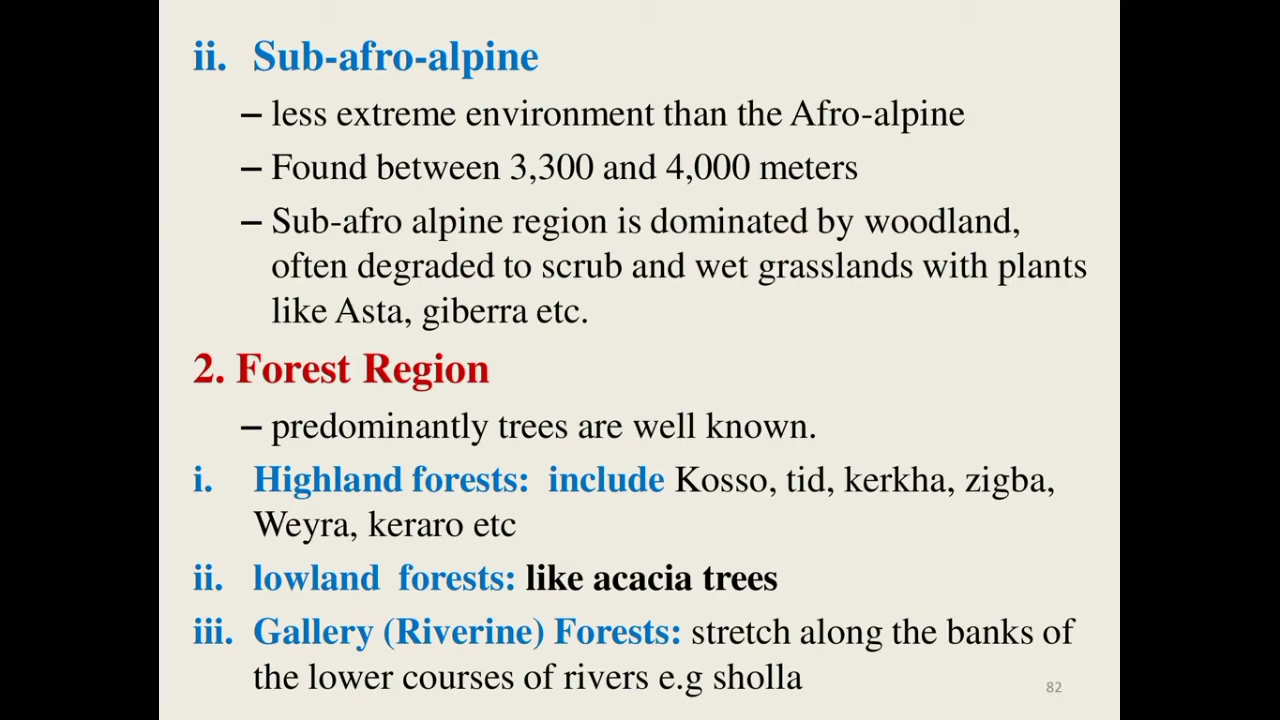 ii. Sub-afro-alpine
– less extreme environment than the Afro-alpine
– Found between 3,300 and 4,000 meters
– Sub-afro alpine region is dominated by woodland,
often degraded to scrub and wet grasslands with plants
like Asta, giberra etc.
2. Forest Region
– predominantly trees are well known.
i. Highland forests: include Kosso, tid, kerkha, zigba,
Weyra, keraro etc
ii. lowland forests: like acacia trees
iii. Gallery (Riverine) Forests: stretch along the banks of
the lower courses of rivers e.g sholla
82